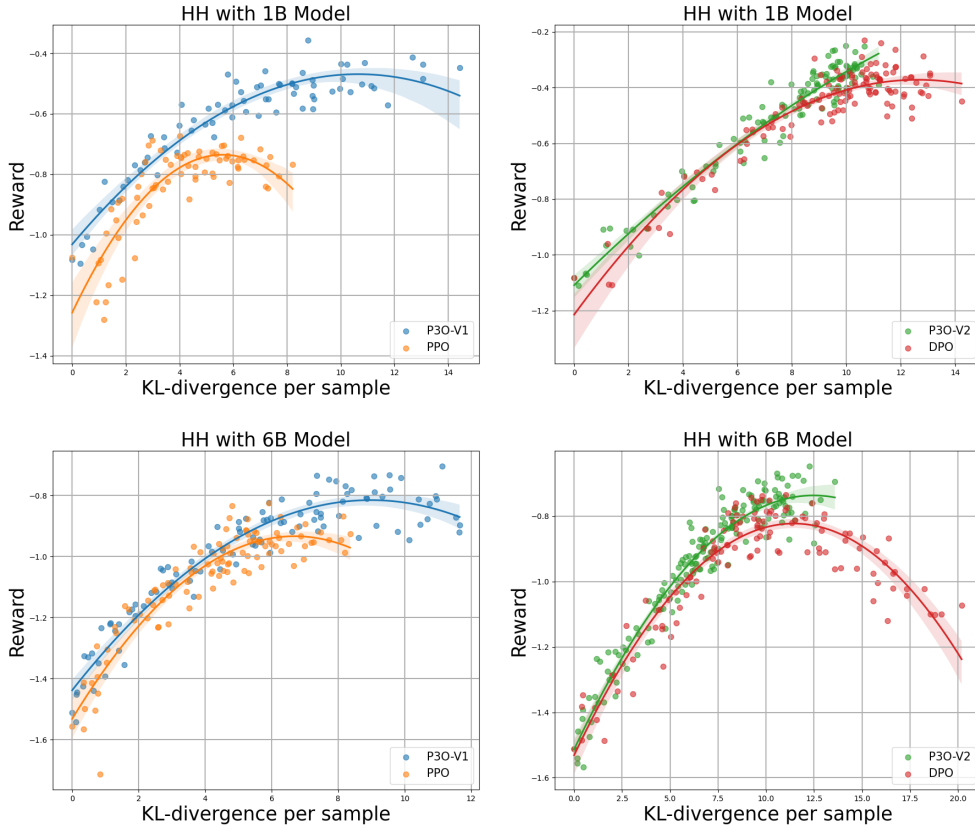 HH with 1B Model
−0.4
−0.6
−0.8
−1.0
−1.2
−1.4
Reward
0 2 4 6 8 10 12 14
KL-divergence per sample
P3O-V1
PPO
HH with 1B Model
−0.2
−0.4
−0.6
−0.8
−1.0
−1.2
Reward
0 2 4 6 8 10 12 14
KL-divergence per sample
P3O-V2
DPO
HH with 6B Model
−0.8
−1.0
−1.2
−1.4
−1.6
Reward
0 2 4 6 8 10 12
KL-divergence per sample
P3O-V1
PPO
HH with 6B Model
−0.8
−1.0
−1.2
−1.4
−1.6
Reward
0.0 2.5 5.0 7.5 10.0 12.5 15.0 17.5 20.0
KL-divergence per sample
P3O-V2
DPO